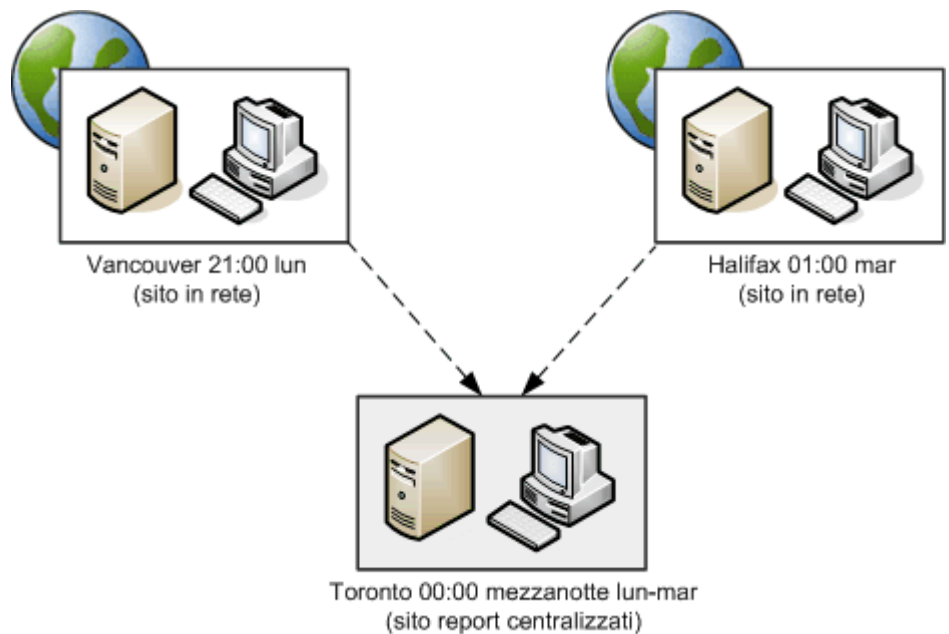 Vancouver 21:00 lun
(sito in rete)
Halifax 01:00 mar
(sito in rete)
Toronto 00:00 mezzanotte lun-mar
(sito report centralizzati)